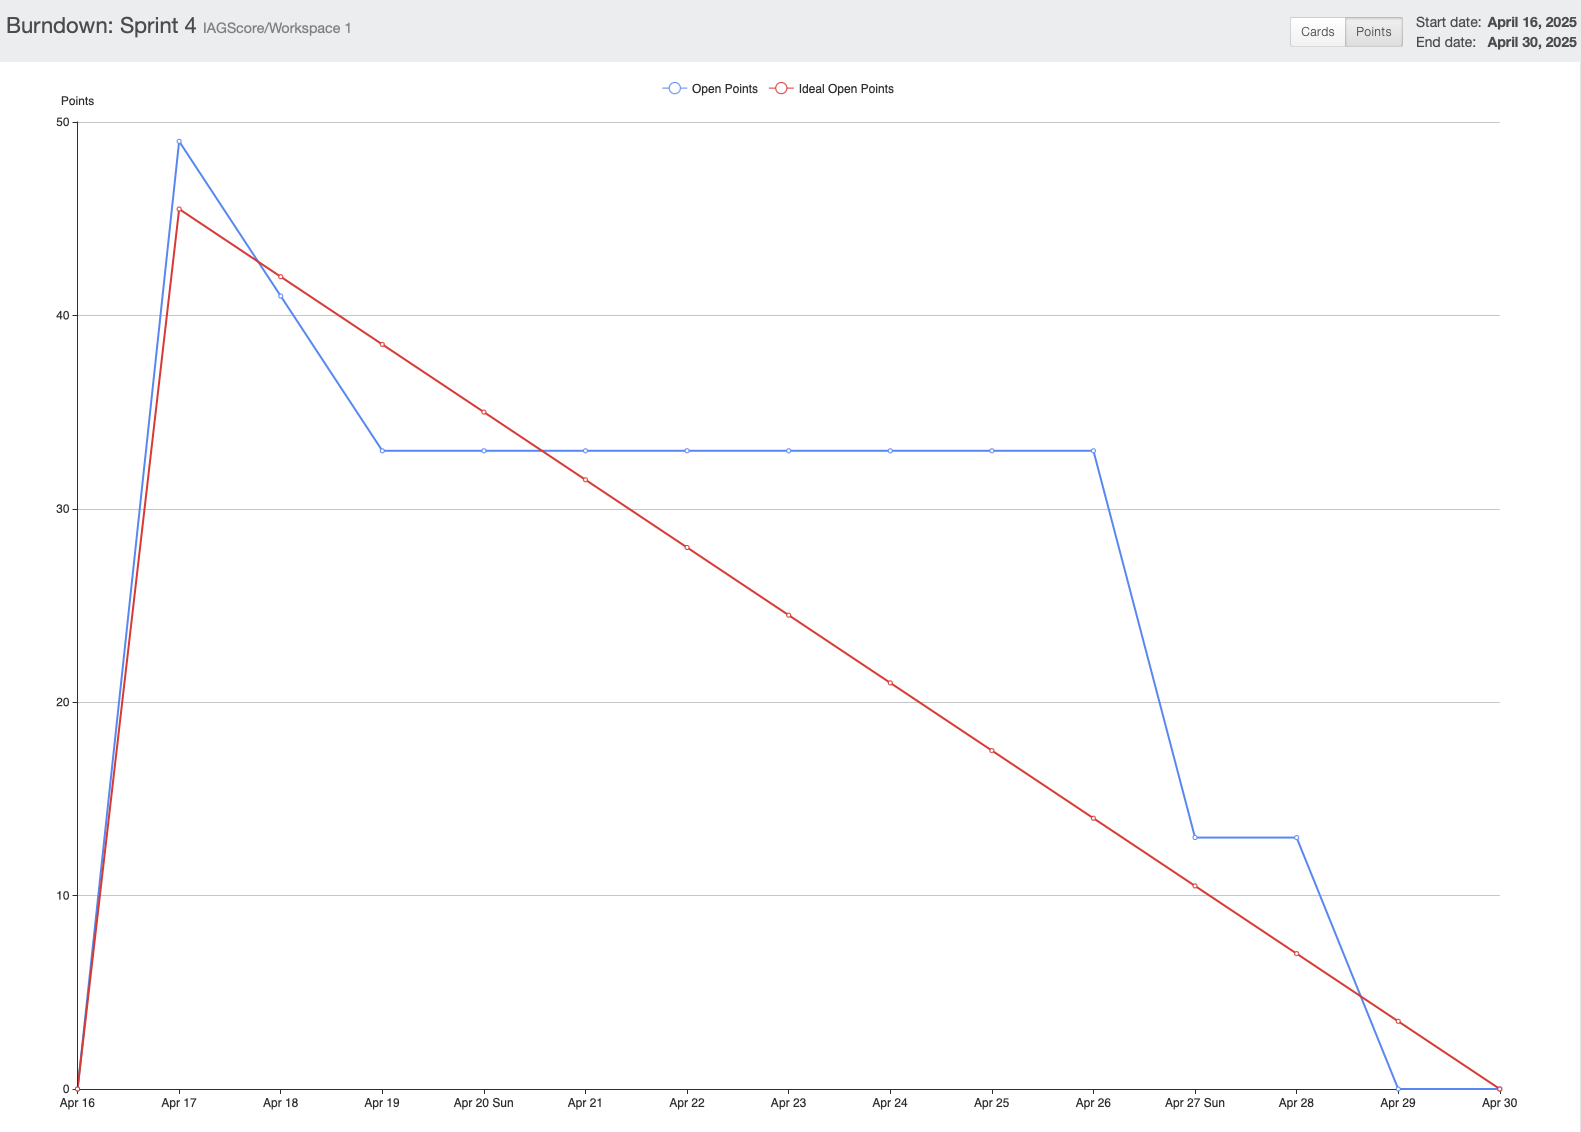 Burndown: Sprint 4 IAGScore/Workspace 1
Cards Points
Start date: April 16, 2025
End date: April 30, 2025
Open Points Ideal Open Points
Points
50
40
30
20
10
0
Apr 16 Apr 17 Apr 18 Apr 19 Apr 20 Sun Apr 21 Apr 22 Apr 23 Apr 24 Apr 25 Apr 26 Apr 27 Sun Apr 28 Apr 29 Apr 30